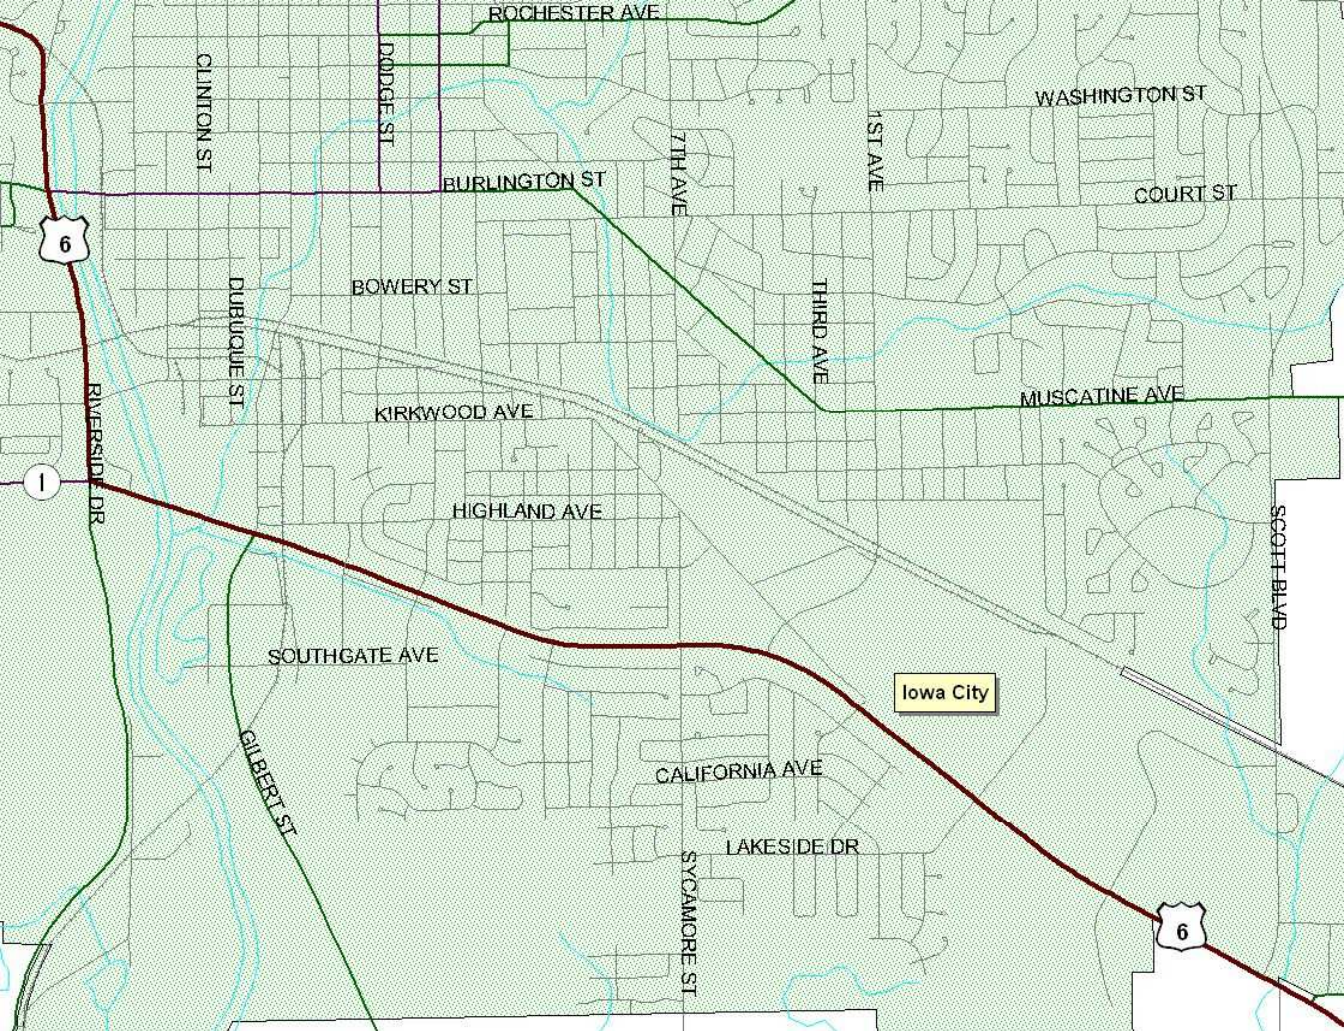 ROCHESTER AVE
CLINTON ST
DODGE ST
WASHINGTON ST
7TH AVE
1ST AVE
BURLINGTON ST
COURT ST
6
DUBUQUE ST
BOWERY ST
THIRD AVE
RIVERSIDE DR
KIRKWOOD AVE
MUSCATINE AVE
1
HIGHLAND AVE
SCOTT BLVD
SOUTHGATE AVE
Iowa City
GILBERT ST
CALIFORNIA AVE
LAKESIDE DR
SYCAMORE ST
6